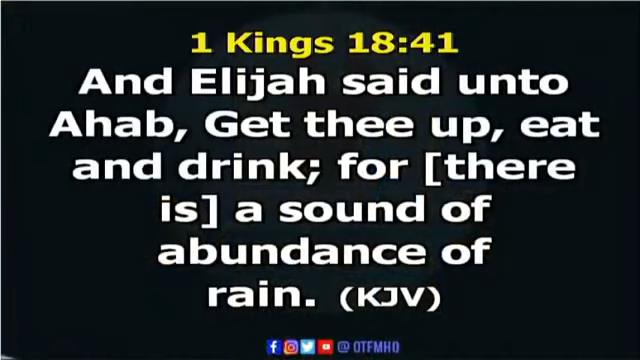 1 Kings 18:41
And Elijah said unto
Ahab, Get thee up, eat
and drink; for [there
is] a sound of
abundance of
rain. (KJV)
@ OTFMHQ